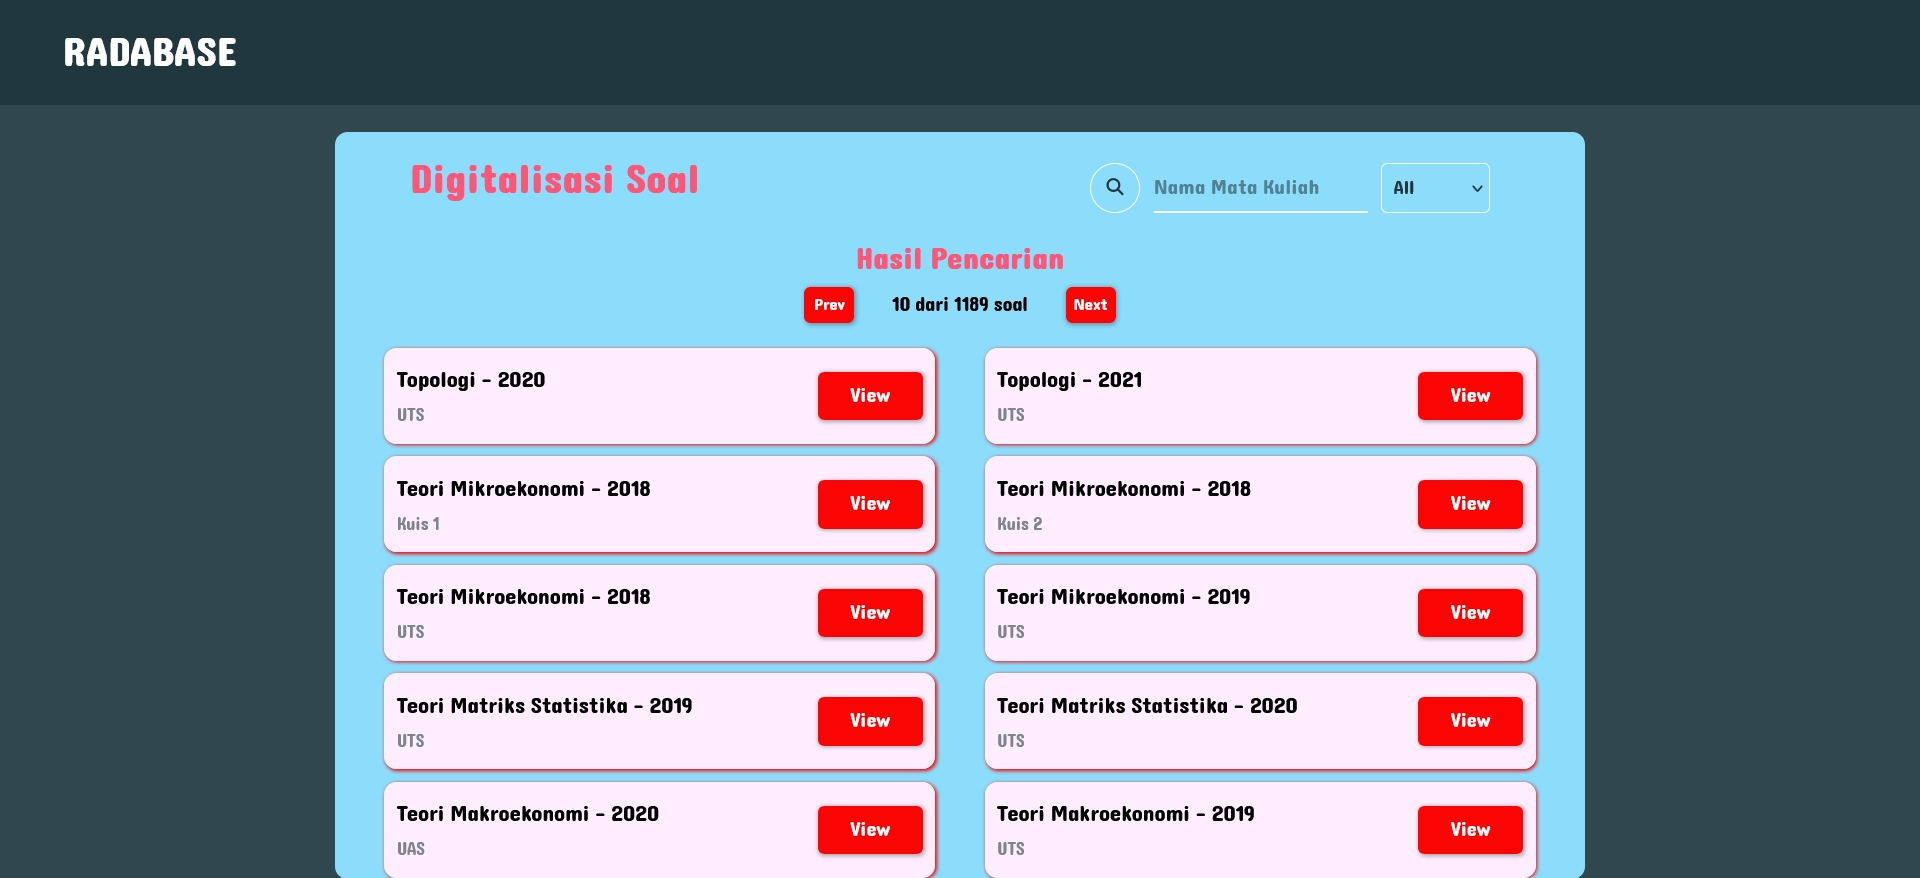 RADABASE
Digitalisasi Soal
Nama Mata Kuliah
All
Hasil Pencarian
Prev
10 dari 1189 soal
Next
Topologi - 2020
UTS
View
Topologi - 2021
UTS
View
Teori Mikroekonomi - 2018
Kuis 1
View
Teori Mikroekonomi - 2018
Kuis 2
View
Teori Mikroekonomi - 2018
UTS
View
Teori Mikroekonomi - 2019
UTS
View
Teori Matriks Statistika - 2019
UTS
View
Teori Matriks Statistika - 2020
UTS
View
Teori Makroekonomi - 2020
UAS
View
Teori Makroekonomi - 2019
UTS
View